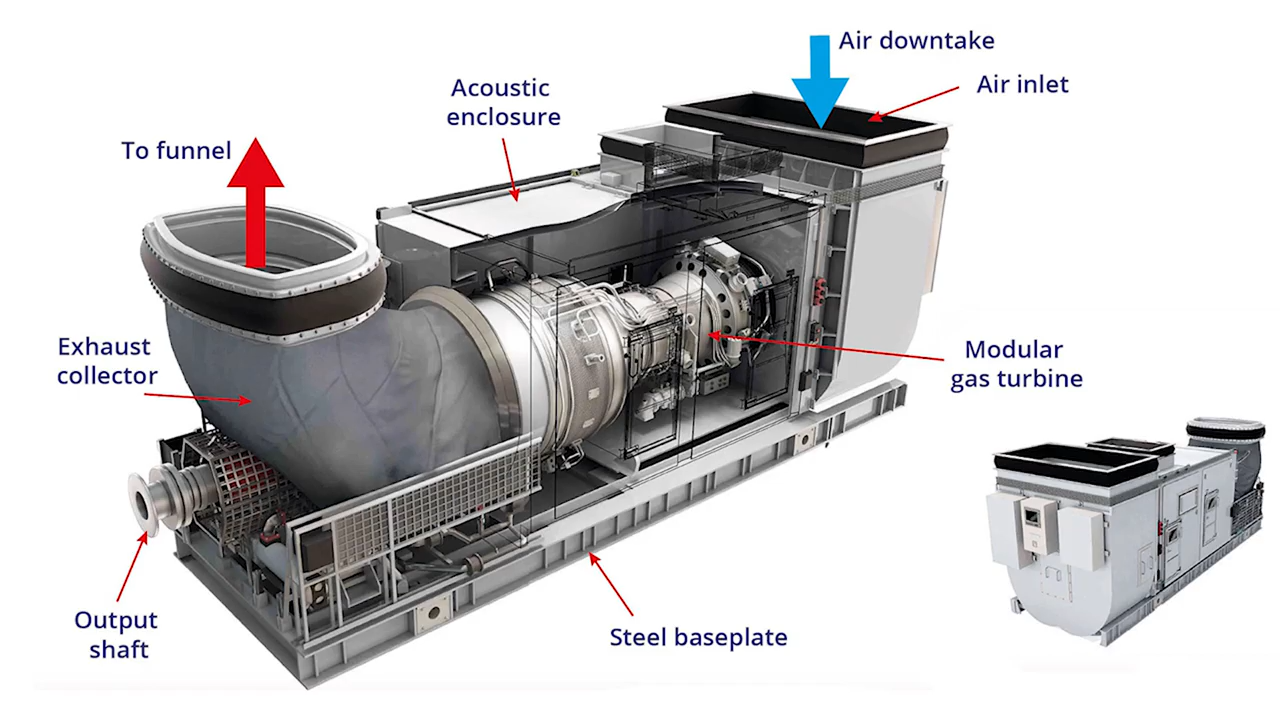 Air downtake
Air inlet
Acoustic
enclosure
To funnel
Exhaust
collector
Modular
gas turbine
Output
shaft
Steel baseplate